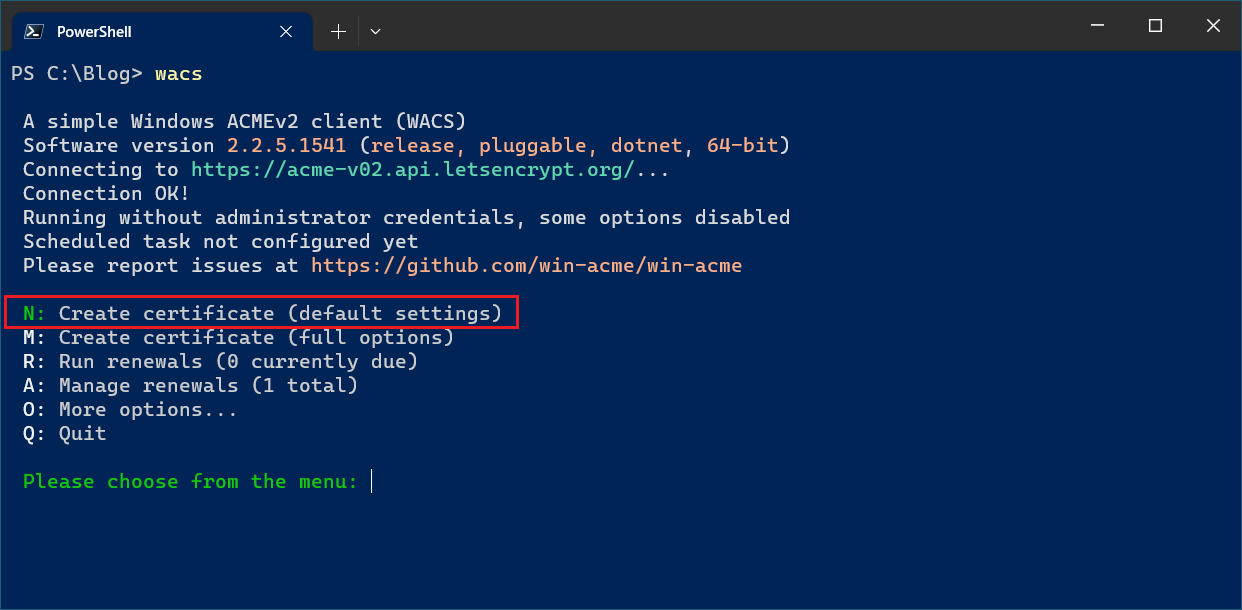 PowerShell
PS C:\Blog> wacs
A simple Windows ACMEv2 client (WACS)
Software version 2.2.5.1541 (release, pluggable, dotnet, 64-bit)
Connecting to https://acme-v02.api.letsencrypt.org/...
Connection OK!
Running without administrator credentials, some options disabled
Scheduled task not configured yet
Please report issues at https://github.com/win-acme/win-acme
N: Create certificate (default settings)
M: Create certificate (full options)
R: Run renewals (0 currently due)
A: Manage renewals (1 total)
O: More options...
Q: Quit
Please choose from the menu: